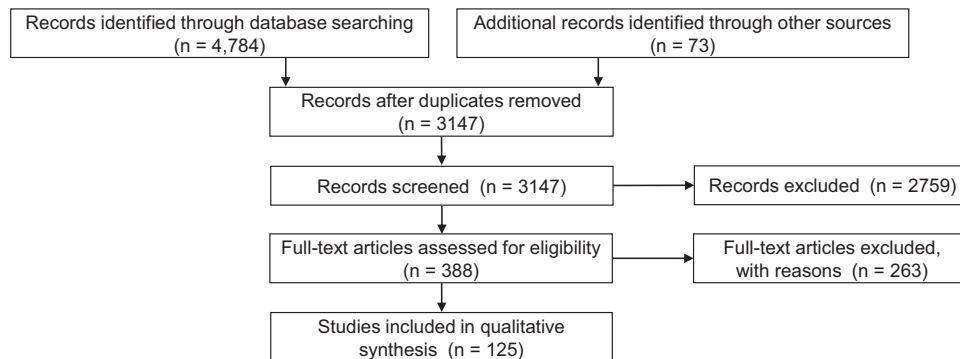 Records identified through database searching
(n = 4,784)
Additional records identified through other sources
(n = 73)
Records after duplicates removed
(n = 3147)
Records screened (n = 3147)
Records excluded (n = 2759)
Full-text articles assessed for eligibility
(n = 388)
Full-text articles excluded,
with reasons (n = 263)
Studies included in qualitative
synthesis (n = 125)